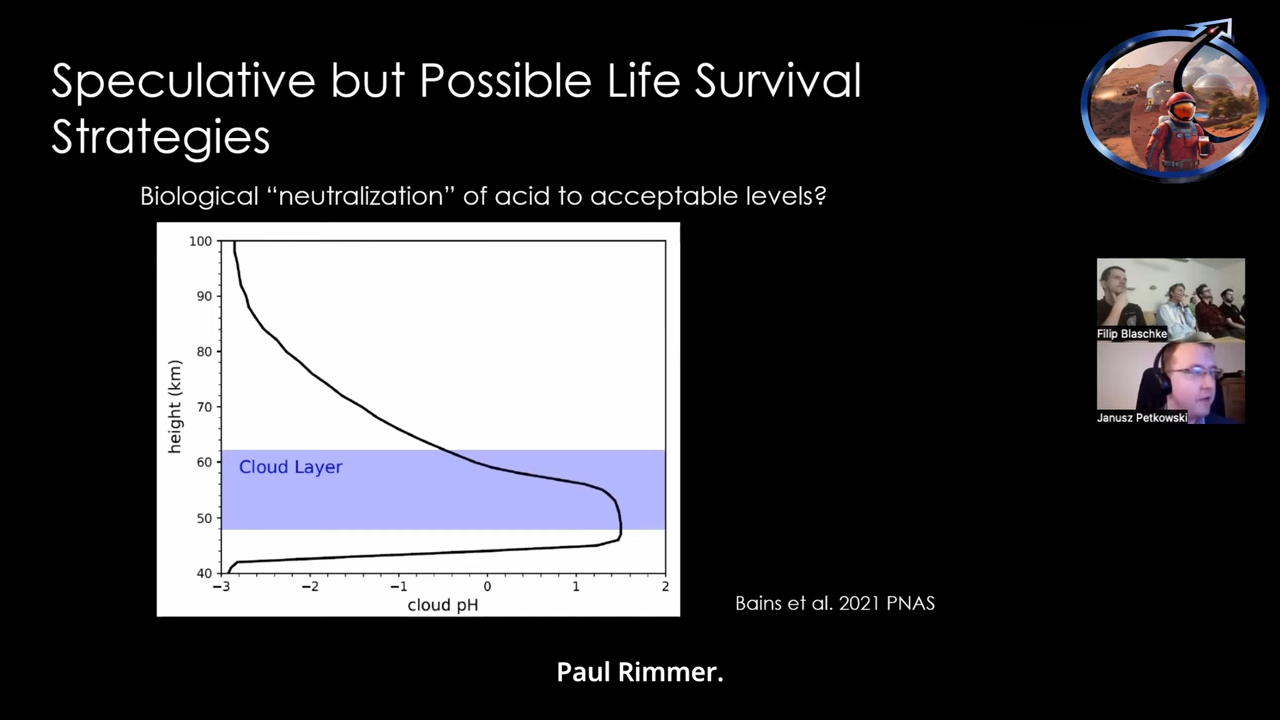 Speculative but Possible Life Survival
Strategies
Biological “neutralization” of acid to acceptable levels?
100
90
80
70
60
50
40
height (km)
Cloud Layer
−3 −2 −1 0 1 2
cloud pH
Bains et al. 2021 PNAS
Filip Blaschke
Janusz Petkowski
Paul Rimmer.